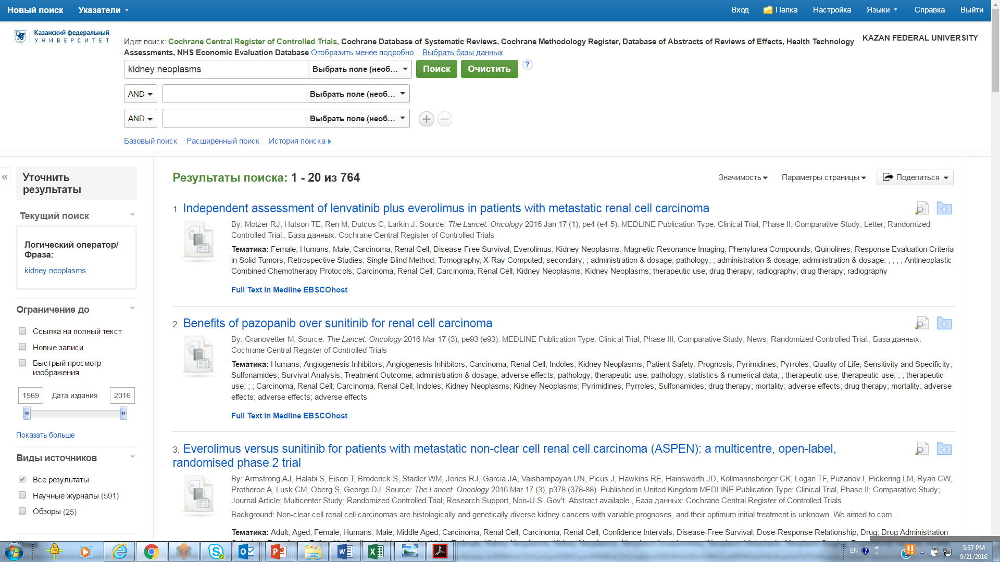 Новый поиск Указатели Вход Папка Настройка Языки Справка Выйти
Казанский федеральный
УНИВЕРСИТЕТ
KAZAN FEDERAL UNIVERSITY
Идет поиск: Cochrane Central Register of Controlled Trials, Cochrane Database of Systematic Reviews, Cochrane Methodology Register, Database of Abstracts of Reviews of Effects, Health Technology
Assessments, NHS Economic Evaluation Database Отобразить менее подробно Выбрать базы данных
kidney neoplasms Выбрать поле (необ... Поиск Очистить ?
AND Выбрать поле (необ...
AND Выбрать поле (необ...
Базовый поиск Расширенный поиск История поиска
«
Уточнить
результаты
Текущий поиск
Логический оператор/
Фраза:
kidney neoplasms
Ограничение до
Ссылка на полный текст
Новые записи
Быстрый просмотр
изображения
1969 Дата издания 2016
Показать больше
Виды источников
Все результаты
Научные журналы (591)
Обзоры (25)
Результаты поиска: 1 - 20 из 764 Значимость Параметры страницы Поделиться
1. Independent assessment of lenvatinib plus everolimus in patients with metastatic renal cell carcinoma
By: Motzer RJ, Hutson TE, Ren M, Dutcus C, Larkin J. Source: The Lancet. Oncology 2016 Jan 17 (1), pe4 (e4-5). MEDLINE Publication Type: Clinical Trial, Phase II; Comparative Study; Letter; Randomized
Controlled Trial., База данных: Cochrane Central Register of Controlled Trials
Тематика: Female; Humans; Male; Carcinoma, Renal Cell; Disease-Free Survival; Everolimus; Kidney Neoplasms; Magnetic Resonance Imaging; Phenylurea Compounds; Quinolines; Response Evaluation Criteria
in Solid Tumors; Retrospective Studies; Single-Blind Method; Tomography, X-Ray Computed; secondary; ; administration & dosage; pathology; ; administration & dosage; administration & dosage; ; ; ; ; Antineoplastic
Combined Chemotherapy Protocols; Carcinoma, Renal Cell; Carcinoma, Renal Cell; Kidney Neoplasms; Kidney Neoplasms; therapeutic use; drug therapy; radiography; drug therapy; radiography
Full Text in Medline EBSCOhost
2. Benefits of pazopanib over sunitinib for renal cell carcinoma
By: Granovetter M. Source: The Lancet. Oncology 2016 Mar 17 (3), pe93 (e93). MEDLINE Publication Type: Clinical Trial, Phase III; Comparative Study; News; Randomized Controlled Trial., База данных:
Cochrane Central Register of Controlled Trials
Тематика: Humans; Angiogenesis Inhibitors; Angiogenesis Inhibitors; Carcinoma, Renal Cell; Indoles; Kidney Neoplasms; Patient Safety; Prognosis; Pyrimidines; Pyrroles; Quality of Life; Sensitivity and Specificity;
Sulfonamides; Survival Analysis; Treatment Outcome; administration & dosage; adverse effects; pathology; therapeutic use; pathology; statistics & numerical data; ; therapeutic use; therapeutic use; ; ; therapeutic
use; ; ; Carcinoma, Renal Cell; Carcinoma, Renal Cell; Indoles; Kidney Neoplasms; Kidney Neoplasms; Pyrimidines; Pyrroles; Sulfonamides; drug therapy; mortality; adverse effects; drug therapy; mortality; adverse
effects; adverse effects; adverse effects
Full Text in Medline EBSCOhost
3. Everolimus versus sunitinib for patients with metastatic non-clear cell renal cell carcinoma (ASPEN): a multicentre, open-label,
randomised phase 2 trial
By: Armstrong AJ, Halabi S, Eisen T, Broderick S, Stadler WM, Jones RJ, Garcia JA, Vaishampayan UN, Picus J, Hawkins RE, Hainsworth JD, Kollmannsberger CK, Logan TF, Puzanov I, Pickering LM, Ryan CW,
Protheroe A, Lusk CM, Oberg S, George DJ. Source: The Lancet. Oncology 2016 Mar 17 (3), p378 (378-88). Published in United Kingdom MEDLINE Publication Type: Clinical Trial, Phase II; Comparative Study;
Journal Article; Multicenter Study; Randomized Controlled Trial; Research Support, Non-U.S. Gov't. Abstract available., База данных: Cochrane Central Register of Controlled Trials
Background: Non-clear cell renal cell carcinomas are histologically and genetically diverse kidney cancers with variable prognoses, and their optimum initial treatment is unknown. We aimed to com...
Тематика: Adult; Aged; Female; Humans; Male; Middle Aged; Carcinoma, Renal Cell; Carcinoma, Renal Cell; Confidence Intervals; Disease-Free Survival; Dose-Response Relationship, Drug; Drug Administration
EN ? 5:37 PM
9/21/2016